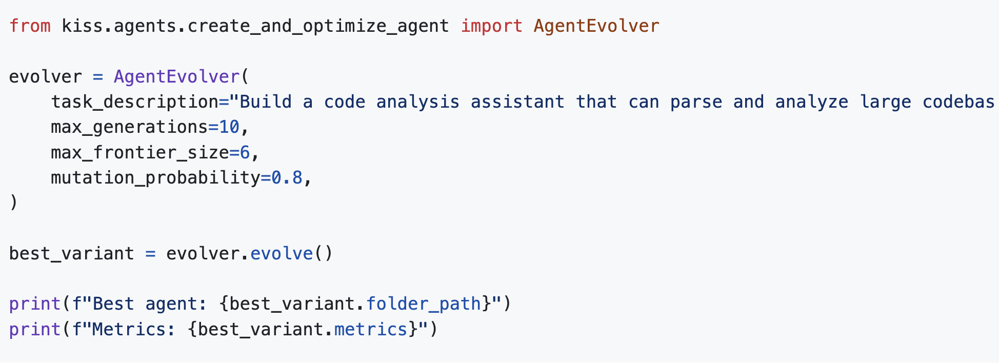 from kiss.agents.create_and_optimize_agent import AgentEvolver
evolver = AgentEvolver(
    task_description="Build a code analysis assistant that can parse and analyze large codebas
    max_generations=10,
    max_frontier_size=6,
    mutation_probability=0.8,
)
best_variant = evolver.evolve()
print(f"Best agent: {best_variant.folder_path}")
print(f"Metrics: {best_variant.metrics}")